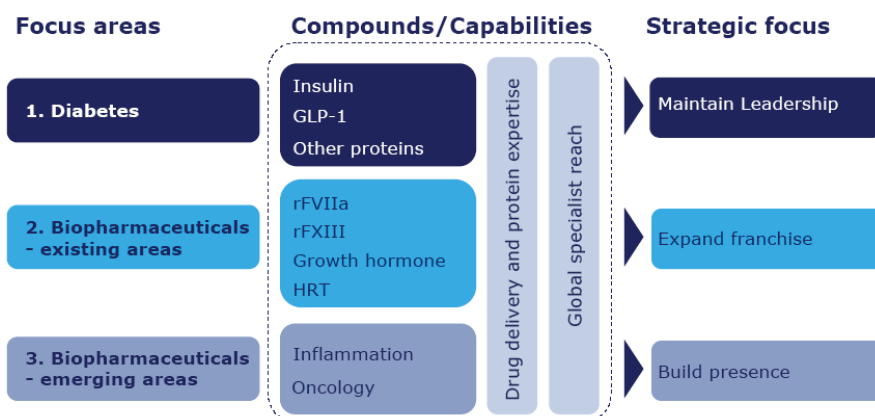 Focus areas
Compounds/Capabilities
Strategic focus
1. Diabetes
Insulin
GLP-1
Other proteins
Maintain Leadership
2. Biopharmaceuticals
- existing areas
rFVIIa
rFXIII
Growth hormone
HRT
Expand franchise
3. Biopharmaceuticals
- emerging areas
Inflammation
Oncology
Build presence
Drug delivery and protein expertise
Global specialist reach